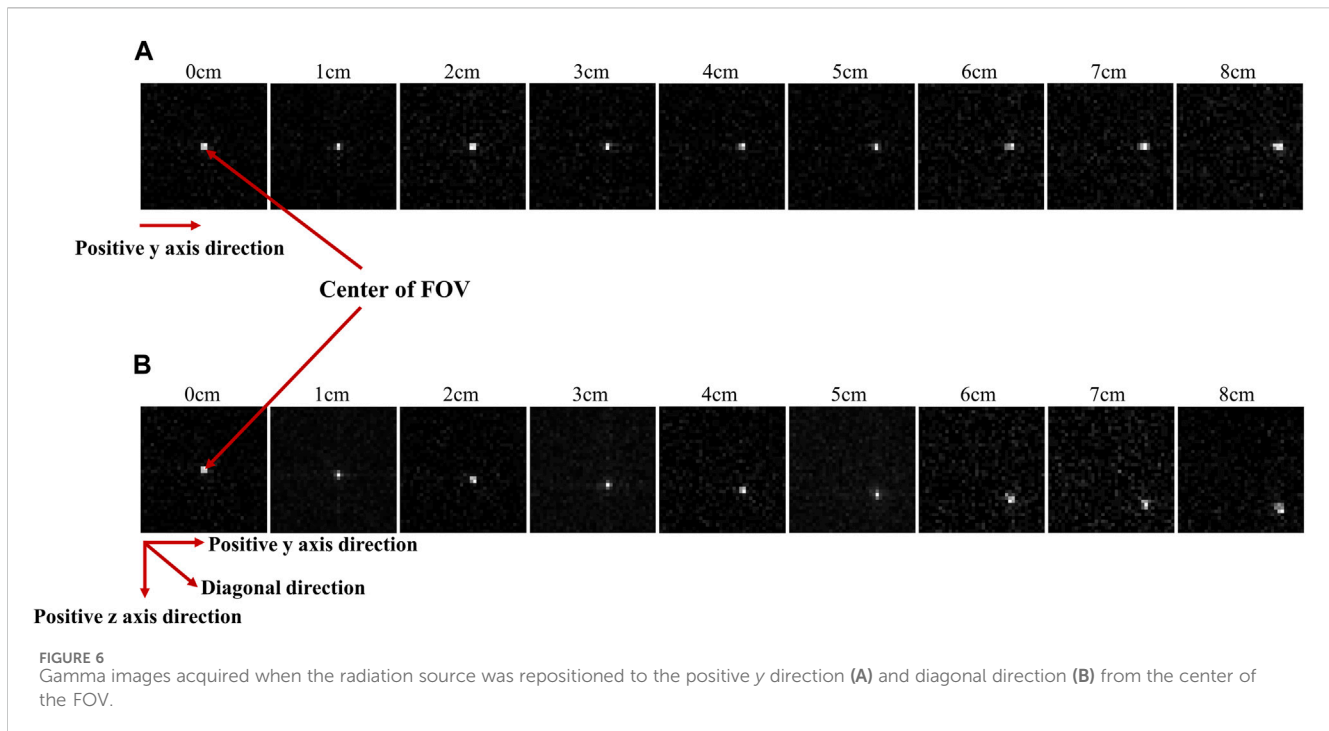 A
0cm 1cm 2cm 3cm 4cm 5cm 6cm 7cm 8cm
Positive y axis direction
Center of FOV
B
0cm 1cm 2cm 3cm 4cm 5cm 6cm 7cm 8cm
Positive y axis direction
Diagonal direction
Positive z axis direction
FIGURE 6
Gamma images acquired when the radiation source was repositioned to the positive y direction (A) and diagonal direction (B) from the center of
the FOV.